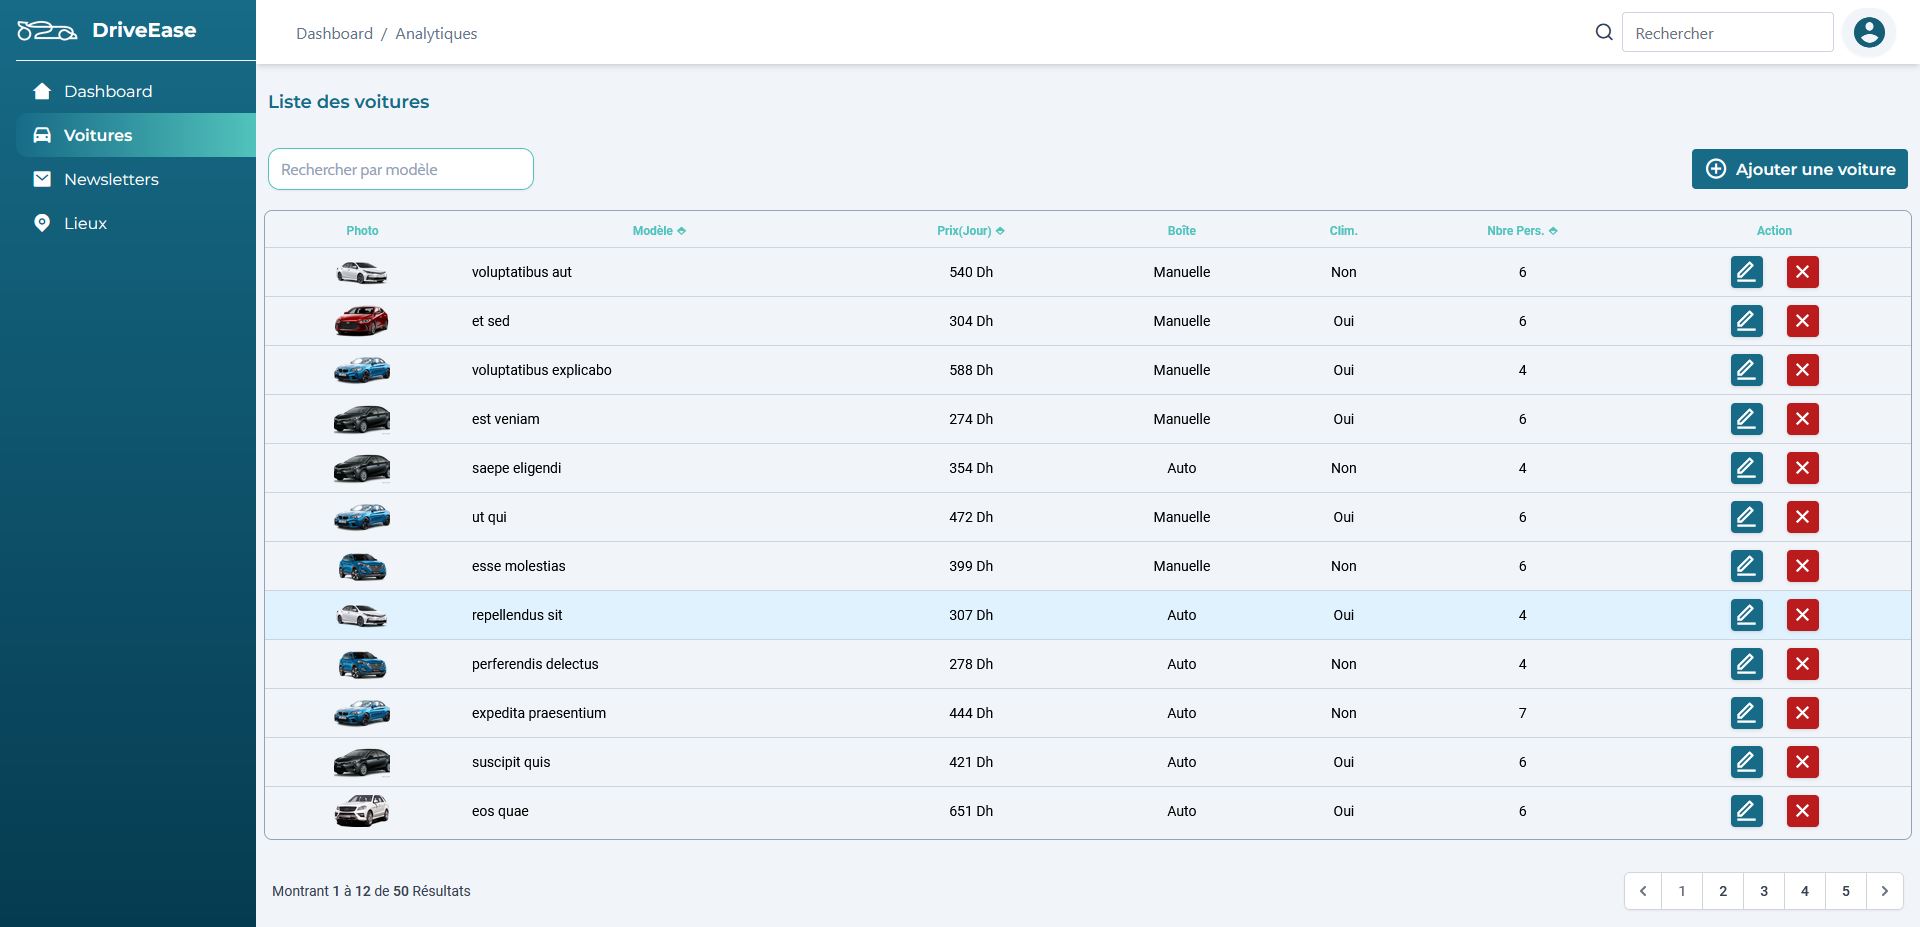 DriveEase
Dashboard
Voitures
Newsletters
Lieux
Dashboard / Analytiques
Rechercher
Liste des voitures
Rechercher par modèle
Ajouter une voiture
Photo Modèle Prix(Jour) Boîte Clim. Nbre Pers. Action
voluptatibus aut 540 Dh Manuelle Non 6
et sed 304 Dh Manuelle Oui 6
voluptatibus explicabo 588 Dh Manuelle Oui 4
est veniam 274 Dh Manuelle Oui 6
saepe eligendi 354 Dh Auto Non 4
ut qui 472 Dh Manuelle Oui 6
esse molestias 399 Dh Manuelle Non 6
repellendus sit 307 Dh Auto Oui 4
perferendis delectus 278 Dh Auto Non 4
expedita praesentium 444 Dh Auto Non 7
suscipit quis 421 Dh Auto Oui 6
eos quae 651 Dh Auto Oui 6
Montrant 1 à 12 de 50 Résultats
1 2 3 4 5